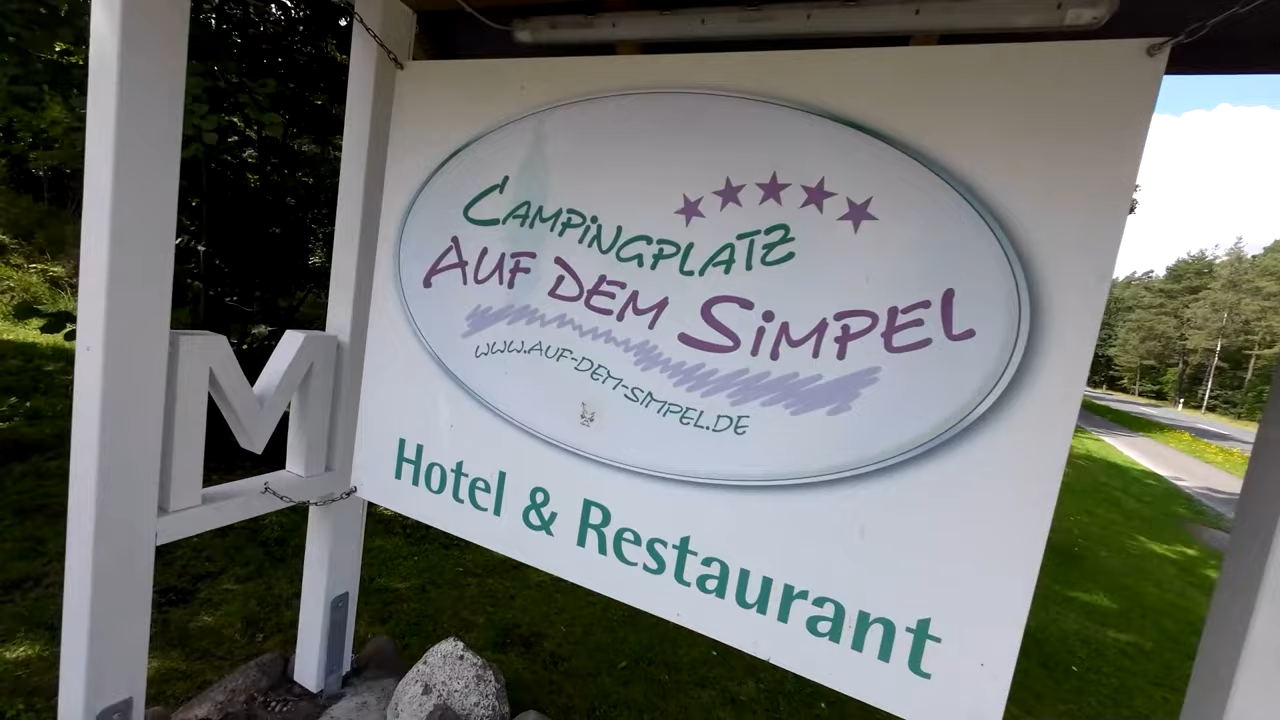 Campingplatz
auf dem Simpel
www.auf-dem-simpel.de
Hotel & Restaurant
M